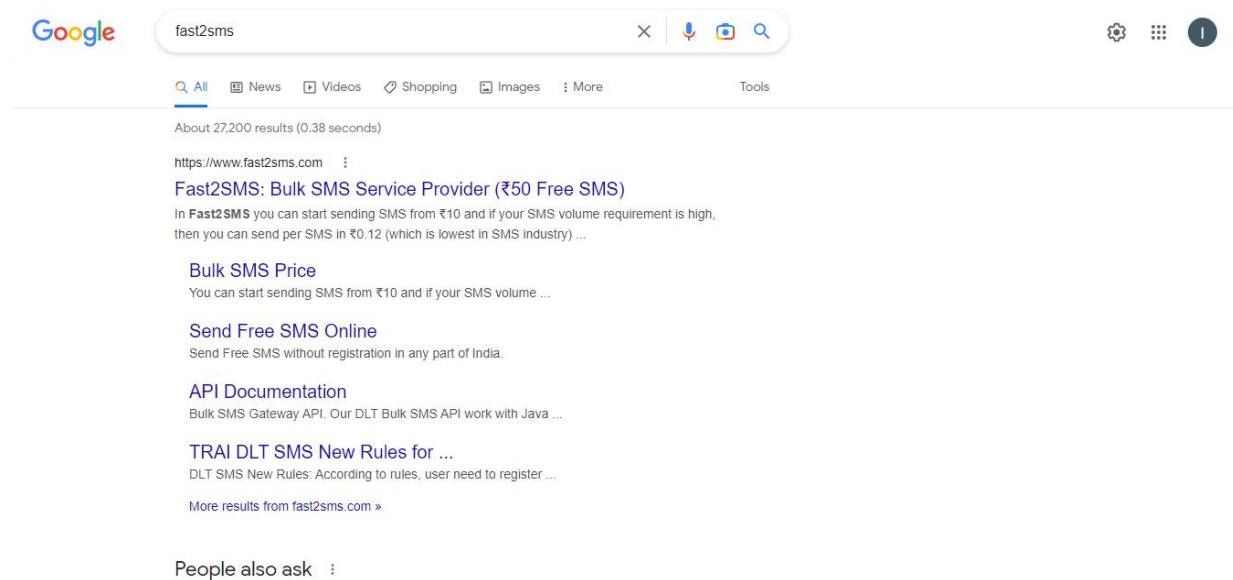 Google
fast2sms
I
All News Videos Shopping Images More Tools
About 27,200 results (0.38 seconds)
https://www.fast2sms.com
Fast2SMS: Bulk SMS Service Provider (₹50 Free SMS)
In Fast2SMS you can start sending SMS from ₹10 and if your SMS volume requirement is high,
then you can send per SMS in ₹0.12 (which is lowest in SMS industry) ...
Bulk SMS Price
You can start sending SMS from ₹10 and if your SMS volume ...
Send Free SMS Online
Send Free SMS without registration in any part of India.
API Documentation
Bulk SMS Gateway API. Our DLT Bulk SMS API work with Java ...
TRAI DLT SMS New Rules for ...
DLT SMS New Rules: According to rules, user need to register ...
More results from fast2sms.com »
People also ask